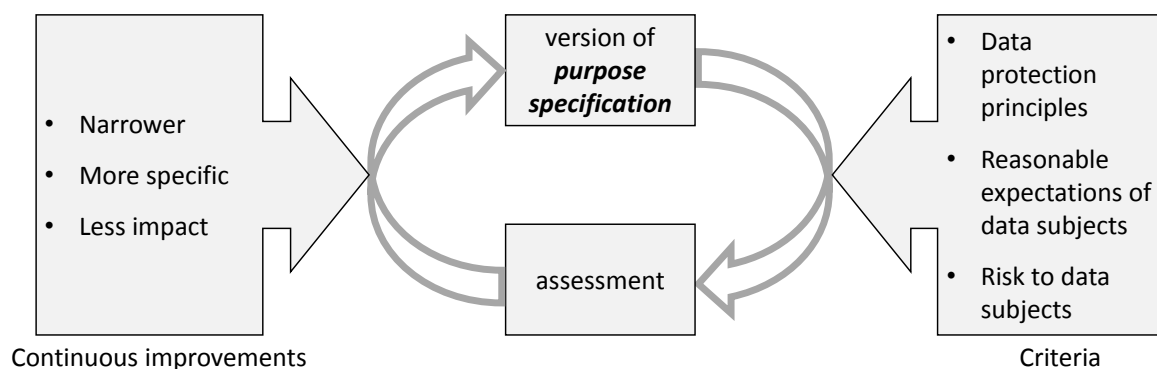 • Narrower
• More specific
• Less impact
Continuous improvements
version of
purpose
specification
assessment
• Data
protection
principles
• Reasonable
expectations of
data subjects
• Risk to data
subjects
Criteria